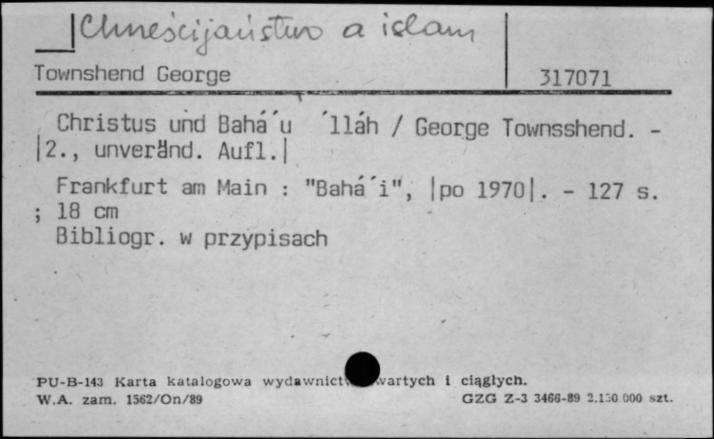 Chrześcijaństwo a islam
Townshend George 317071
Christus und Bahá´u ´lláh / George Townsshend. -
|2., unveränd. Aufl.|
Frankfurt am Main : "Bahá´i", |po 1970|. - 127 s.
; 18 cm
Bibliogr. w przypisach
PU-B-143 Karta katalogowa wydawnictw zwartych i ciągłych.
W.A. zam. 1562/On/89 GZG Z-3 3466-89 2.150 000 szt.